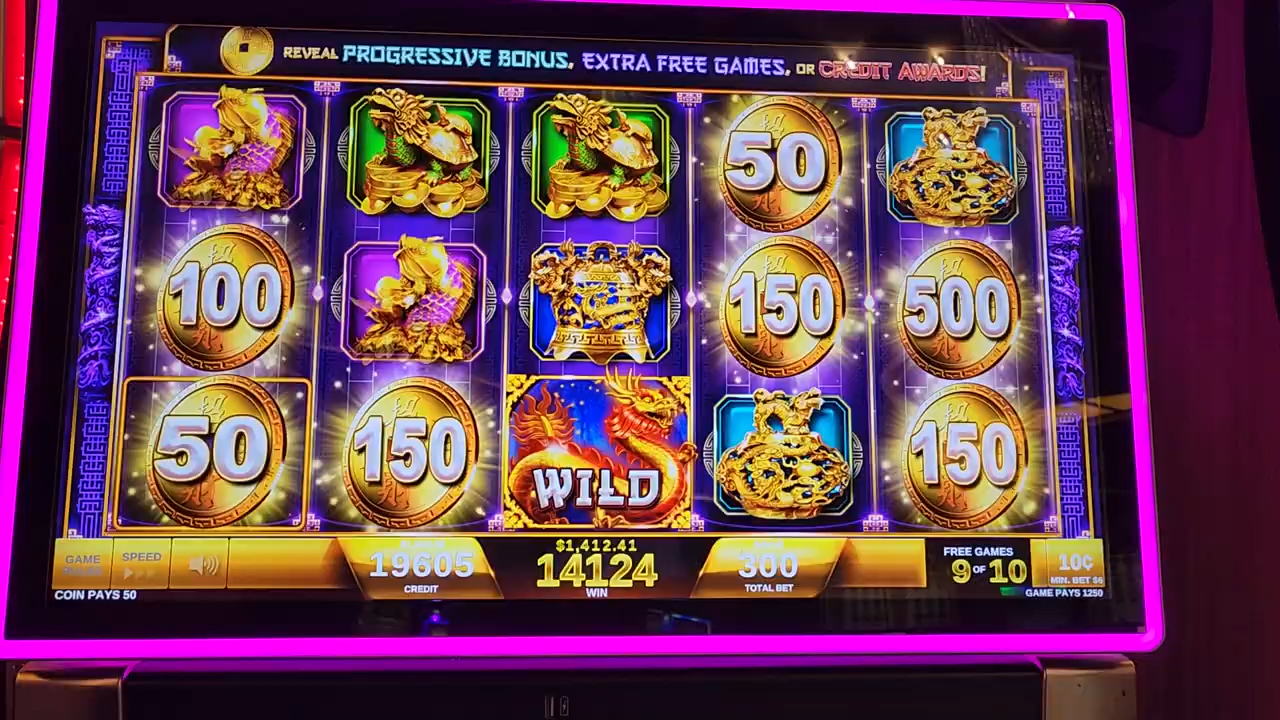 REVEAL PROGRESSIVE BONUS, EXTRA FREE GAMES, OR CREDIT AWARDS!
50
100
150
500
50
150
WILD
150
GAME
SPEED
19605
CREDIT
$1,412.41
14124
WIN
300
TOTAL BET
FREE GAMES
9 OF 10
10¢
MIN. BET $6
COIN PAYS 50
GAME PAYS 1250